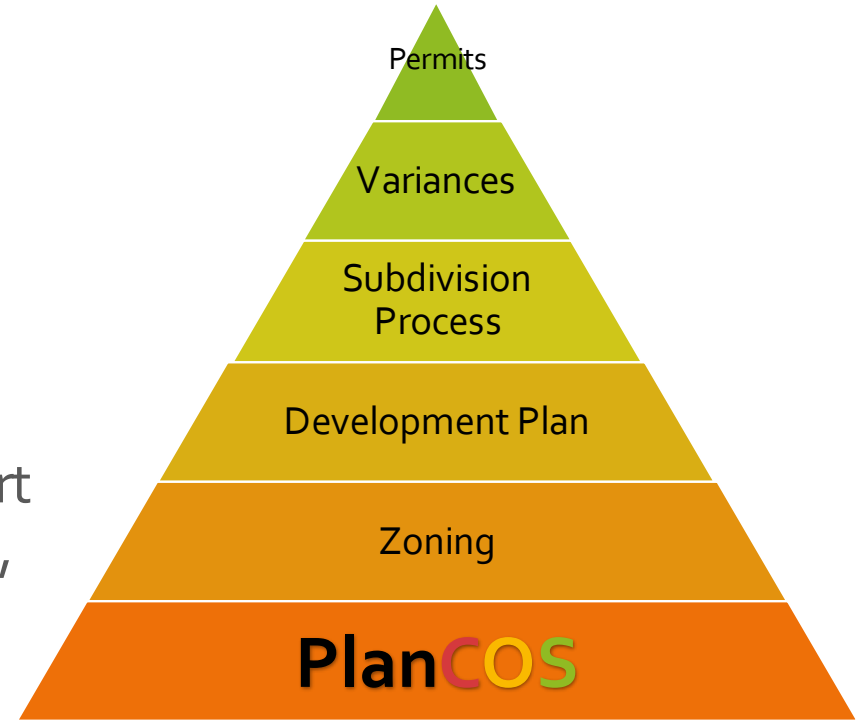 Permits
Variances
Subdivision
Process
Development Plan
Zoning
PlanCOS